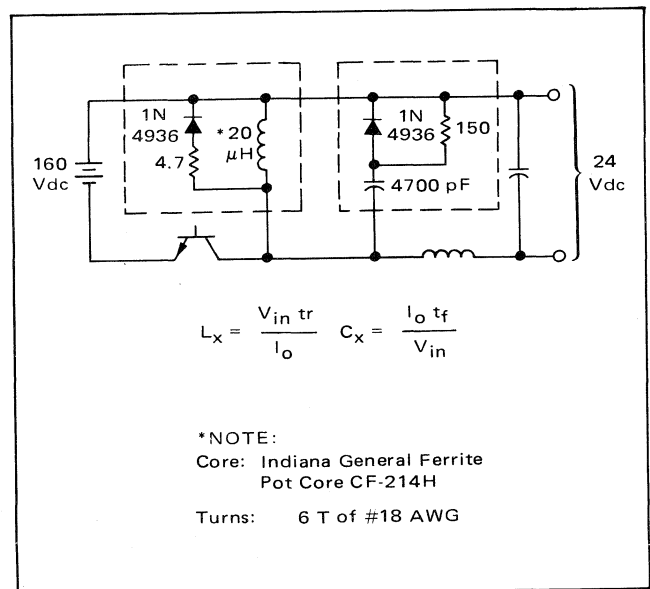 1N
4936
4.7
*20
μH
1N
4936
150
4700 pF
160
Vdc
24
Vdc
Lx = Vin tr / Io Cx = Io tf / Vin
*NOTE:
Core: Indiana General Ferrite
Pot Core CF-214H
Turns: 6 T of #18 AWG